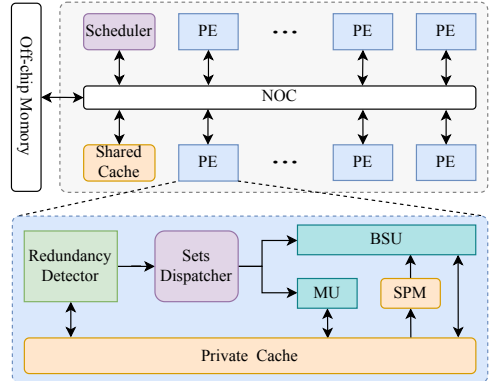 Off-chip Momory
Scheduler
PE
PE
PE
NOC
Shared
Cache
PE
PE
PE
Redundancy
Detector
Sets
Dispatcher
BSU
MU
SPM
Private Cache